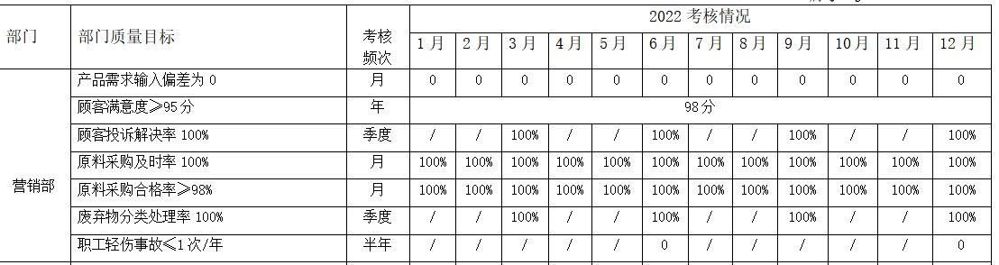 2022 考核情况
部门 部门质量目标 考核频次 1 月 2 月 3 月 4 月 5 月 6 月 7 月 8 月 9 月 10 月 11 月 12 月
营销部
产品需求输入偏差为 0 月 0 0 0 0 0 0 0 0 0 0 0 0
顾客满意度≥95 分 年 98 分
顾客投诉解决率 100% 季度 / / 100% / / 100% / / 100% / / 100%
原料采购及时率 100% 月 100% 100% 100% 100% 100% 100% 100% 100% 100% 100% 100% 100%
原料采购合格率≥98% 月 100% 100% 100% 100% 100% 100% 100% 100% 100% 100% 100% 100%
废弃物分类处理率 100% 季度 / / 100% / / 100% / / 100% / / 100%
职工轻伤事故≤1 次/年 半年 / / / / / 0 / / / / / 0